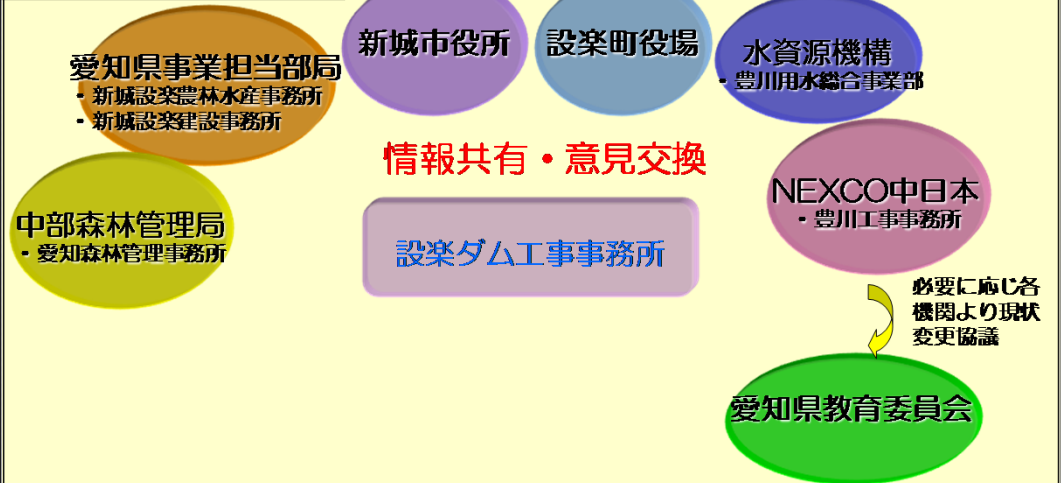 愛知県事業担当部局
・新城設楽農林水産事務所
・新城設楽建設事務所
新城市役所
設楽町役場
水資源機構
・豊川用水総合事業部
情報共有・意見交換
中部森林管理局
・愛知森林管理事務所
設楽ダム工事事務所
NEXCO中日本
・豊川工事事務所
必要に応じ各
機関より現状
変更協議
愛知県教育委員会